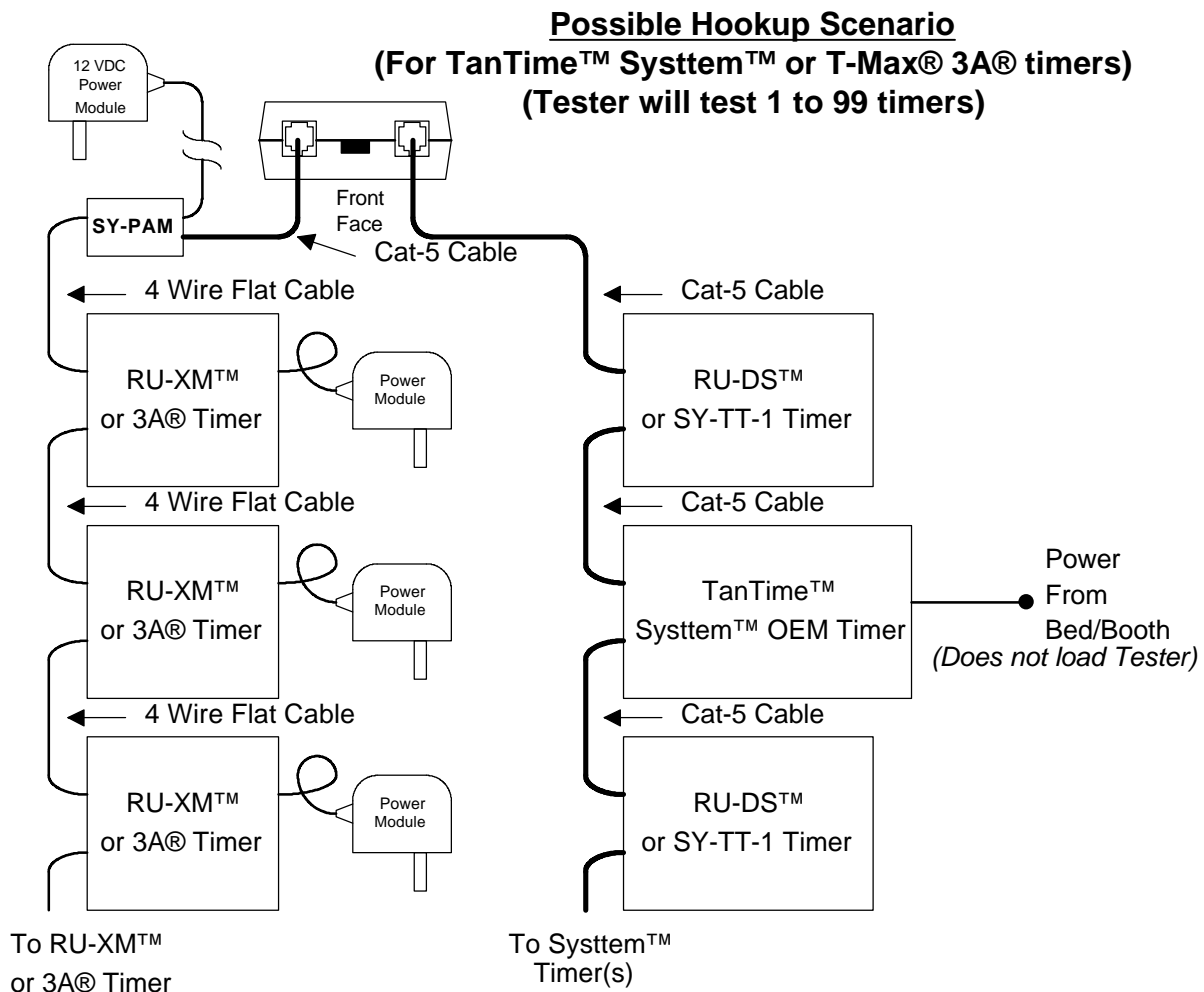 Possible Hookup Scenario
(For TanTime™ Systtem™ or T-Max® 3A® timers)
(Tester will test 1 to 99 timers)
12 VDC
Power
Module
SY-PAM
Front
Face
Cat-5 Cable
4 Wire Flat Cable
RU-XM™
or 3A® Timer
Power
Module
4 Wire Flat Cable
RU-XM™
or 3A® Timer
Power
Module
4 Wire Flat Cable
RU-XM™
or 3A® Timer
Power
Module
To RU-XM™
or 3A® Timer
Cat-5 Cable
RU-DS™
or SY-TT-1 Timer
Cat-5 Cable
TanTime™
Systtem™ OEM Timer
Power
From
Bed/Booth
(Does not load Tester)
Cat-5 Cable
RU-DS™
or SY-TT-1 Timer
To Systtem™
Timer(s)